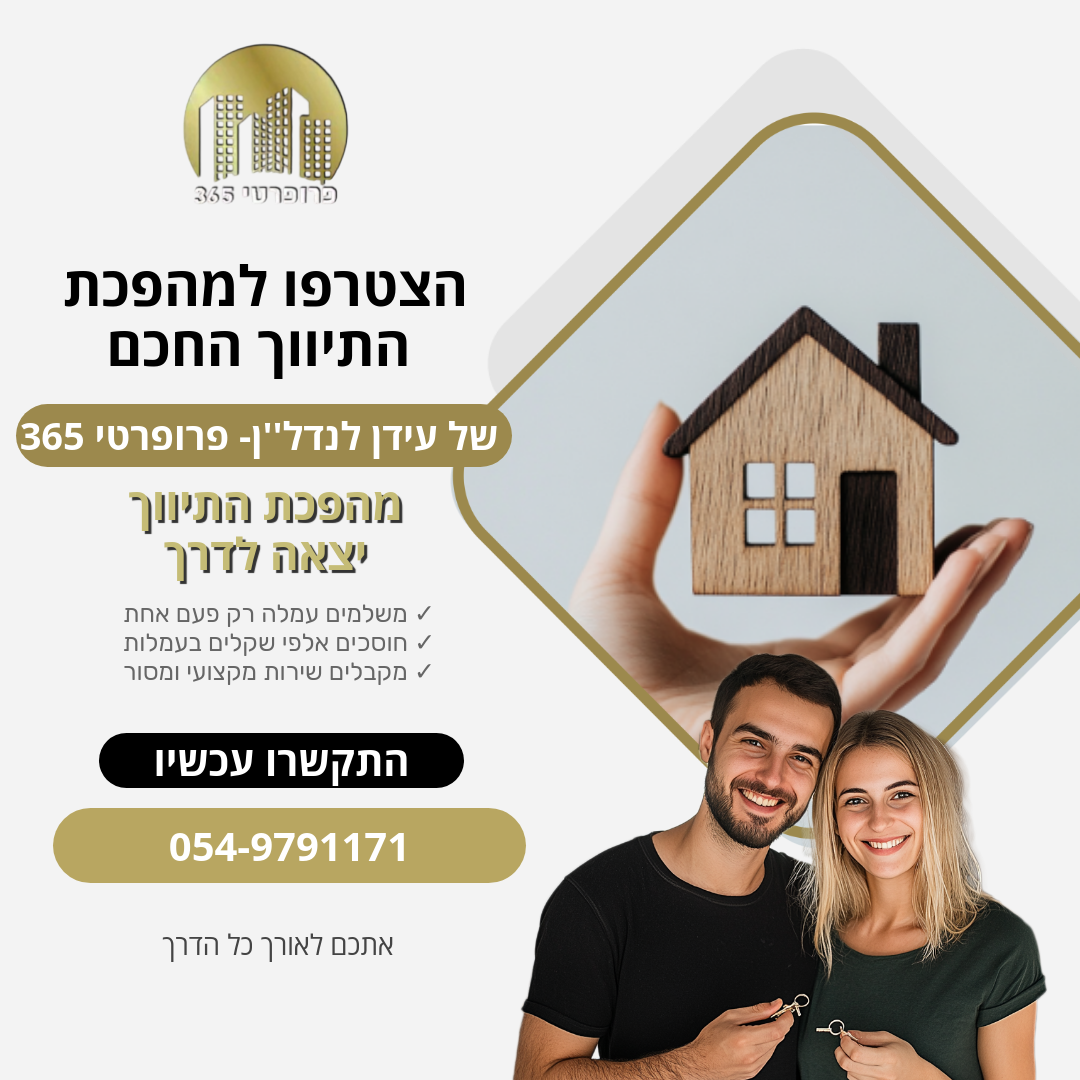 פרופרטי 365
הצטרפו למהפכת
התיווך החכם
של עידן לנדל''ן- פרופרטי 365
מהפכת התיווך
יצאה לדרך
✓ משלמים עמלה רק פעם אחת
✓ חוסכים אלפי שקלים בעמלות
✓ מקבלים שירות מקצועי ומסור
התקשרו עכשיו
054-9791171
אתכם לאורך כל הדרך